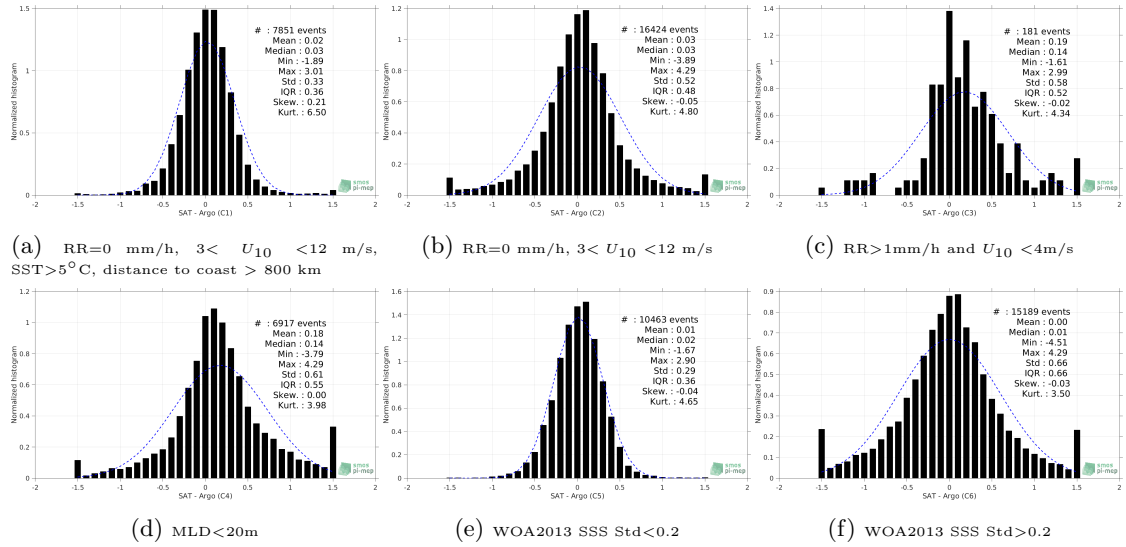 1.5
1
0.5
0
Normalized histogram
# : 7851 events
Mean : 0.02
Median : 0.03
Min : -1.89
Max : 3.01
Std : 0.33
IQR : 0.36
Skew. : 0.21
Kurt. : 6.50
smos
pi-mep
-2 -1.5 -1 -0.5 0 0.5 1 1.5 2
SAT - Argo (C1)
(a) RR=0 mm/h, 3< U10 <12 m/s,
SST>5°C, distance to coast > 800 km
1.2
1
0.8
0.6
0.4
0.2
0
Normalized histogram
# : 16424 events
Mean : 0.03
Median : 0.03
Min : -3.89
Max : 4.29
Std : 0.52
IQR : 0.48
Skew. : -0.05
Kurt. : 4.80
smos
pi-mep
-2 -1.5 -1 -0.5 0 0.5 1 1.5 2
SAT - Argo (C2)
(b) RR=0 mm/h, 3< U10 <12 m/s
1.4
1.2
1
0.8
0.6
0.4
0.2
0
Normalized histogram
# : 181 events
Mean : 0.19
Median : 0.14
Min : -1.61
Max : 2.99
Std : 0.58
IQR : 0.52
Skew. : -0.02
Kurt. : 4.34
smos
pi-mep
-2 -1.5 -1 -0.5 0 0.5 1 1.5 2
SAT - Argo (C3)
(c) RR>1mm/h and U10 <4m/s
1.2
1
0.8
0.6
0.4
0.2
0
Normalized histogram
# : 6917 events
Mean : 0.18
Median : 0.14
Min : -3.79
Max : 4.29
Std : 0.61
IQR : 0.55
Skew. : 0.00
Kurt. : 3.98
smos
pi-mep
-2 -1.5 -1 -0.5 0 0.5 1 1.5 2
SAT - Argo (C4)
(d) MLD<20m
1.6
1.4
1.2
1
0.8
0.6
0.4
0.2
0
Normalized histogram
# : 10463 events
Mean : 0.01
Median : 0.02
Min : -1.67
Max : 2.90
Std : 0.29
IQR : 0.36
Skew. : -0.04
Kurt. : 4.65
smos
pi-mep
-2 -1.5 -1 -0.5 0 0.5 1 1.5 2
SAT - Argo (C5)
(e) WOA2013 SSS Std<0.2
0.9
0.8
0.7
0.6
0.5
0.4
0.3
0.2
0.1
0
Normalized histogram
# : 15189 events
Mean : 0.00
Median : 0.01
Min : -4.51
Max : 4.29
Std : 0.66
IQR : 0.66
Skew. : -0.03
Kurt. : 3.50
smos
pi-mep
-2 -1.5 -1 -0.5 0 0.5 1 1.5 2
SAT - Argo (C6)
(f) WOA2013 SSS Std>0.2